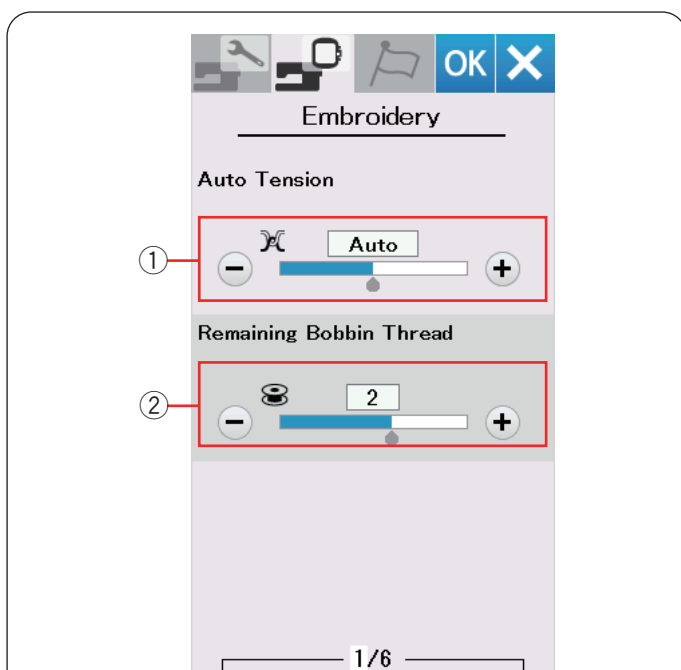 OK
Embroidery
Auto Tension
① Auto
Remaining Bobbin Thread
② 2
1/6